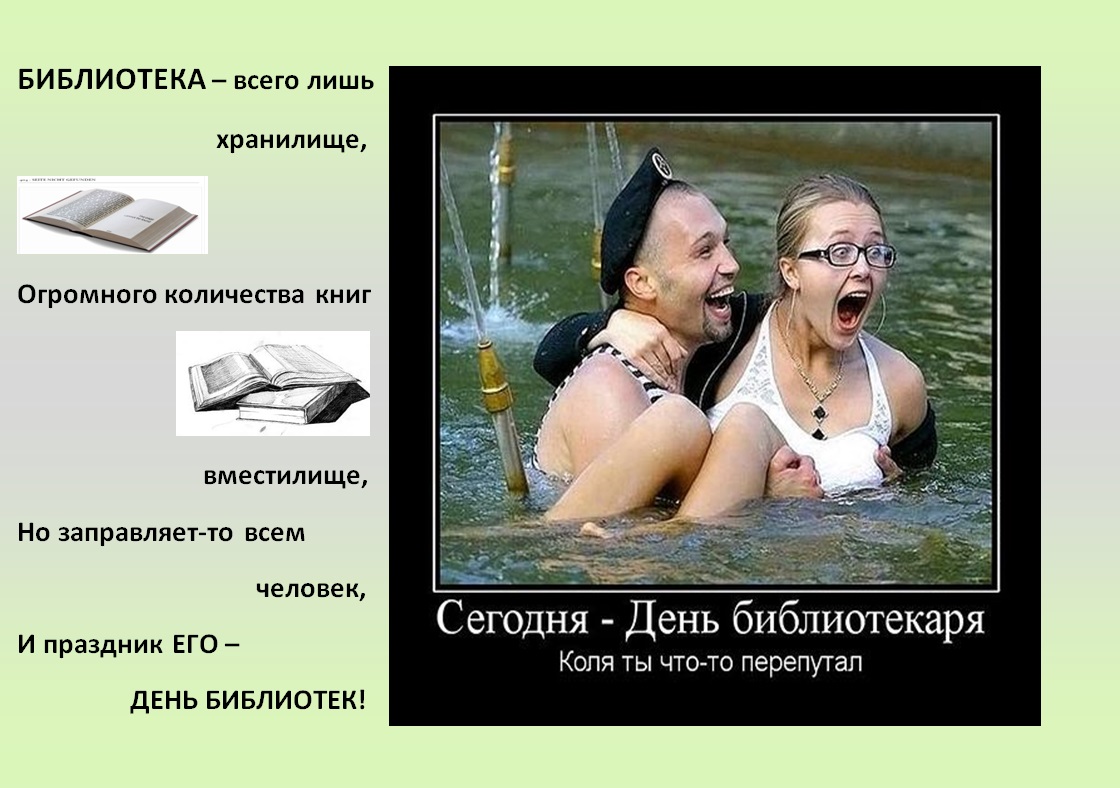 БИБЛИОТЕКА – всего лишь
хранилище,
Огромного количества книг
вместилище,
Но заправляет-то всем
человек,
И праздник ЕГО –
ДЕНЬ БИБЛИОТЕК!
Сегодня - День библиотекаря
Коля ты что-то перепутал